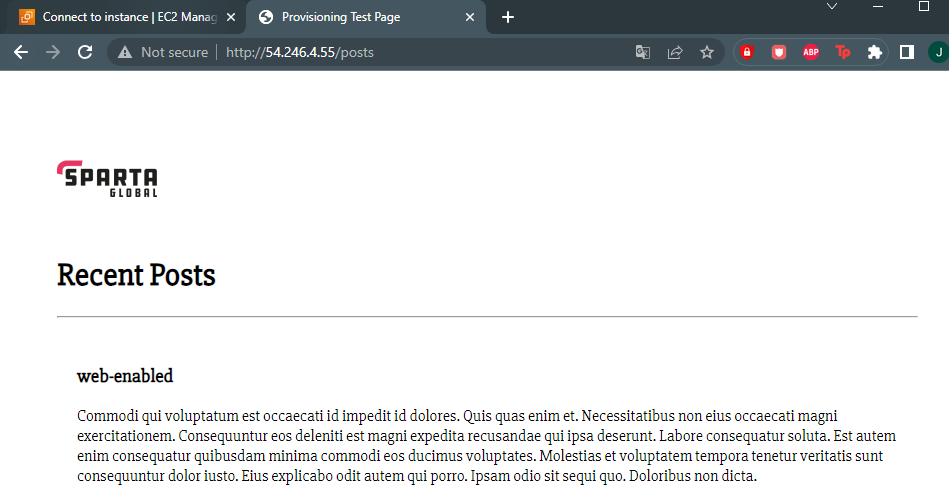 Connect to instance | EC2 Manag
Provisioning Test Page
Not secure
http://54.246.4.55/posts
ABP
Tp
J
SPARTA
GLOBAL
Recent Posts
web-enabled
Commodi qui voluptatum est occaecati id impedit id dolores. Quis quas enim et. Necessitatibus non eius occaecati magni
exercitationem. Consequuntur eos deleniti est magni expedita recusandae qui ipsa deserunt. Labore consequatur soluta. Est autem
enim consequatur quibusdam minima commodi eos ducimus voluptates. Molestias et voluptatem tempora tenetur veritatis sunt
consequuntur dolor iusto. Eius explicabo odit autem qui porro. Ipsam odio sit sequi quo. Doloribus non dicta.